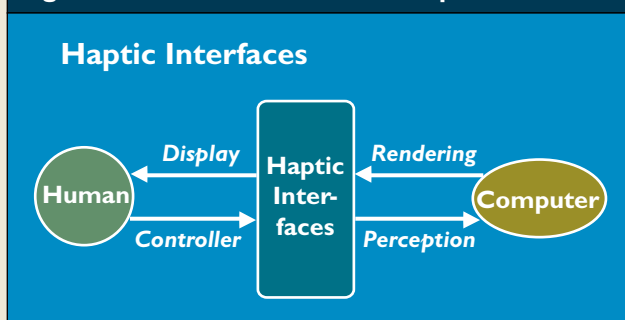 Haptic Interfaces
Display
Rendering
Human
Haptic
Inter-
faces
Computer
Controller
Perception